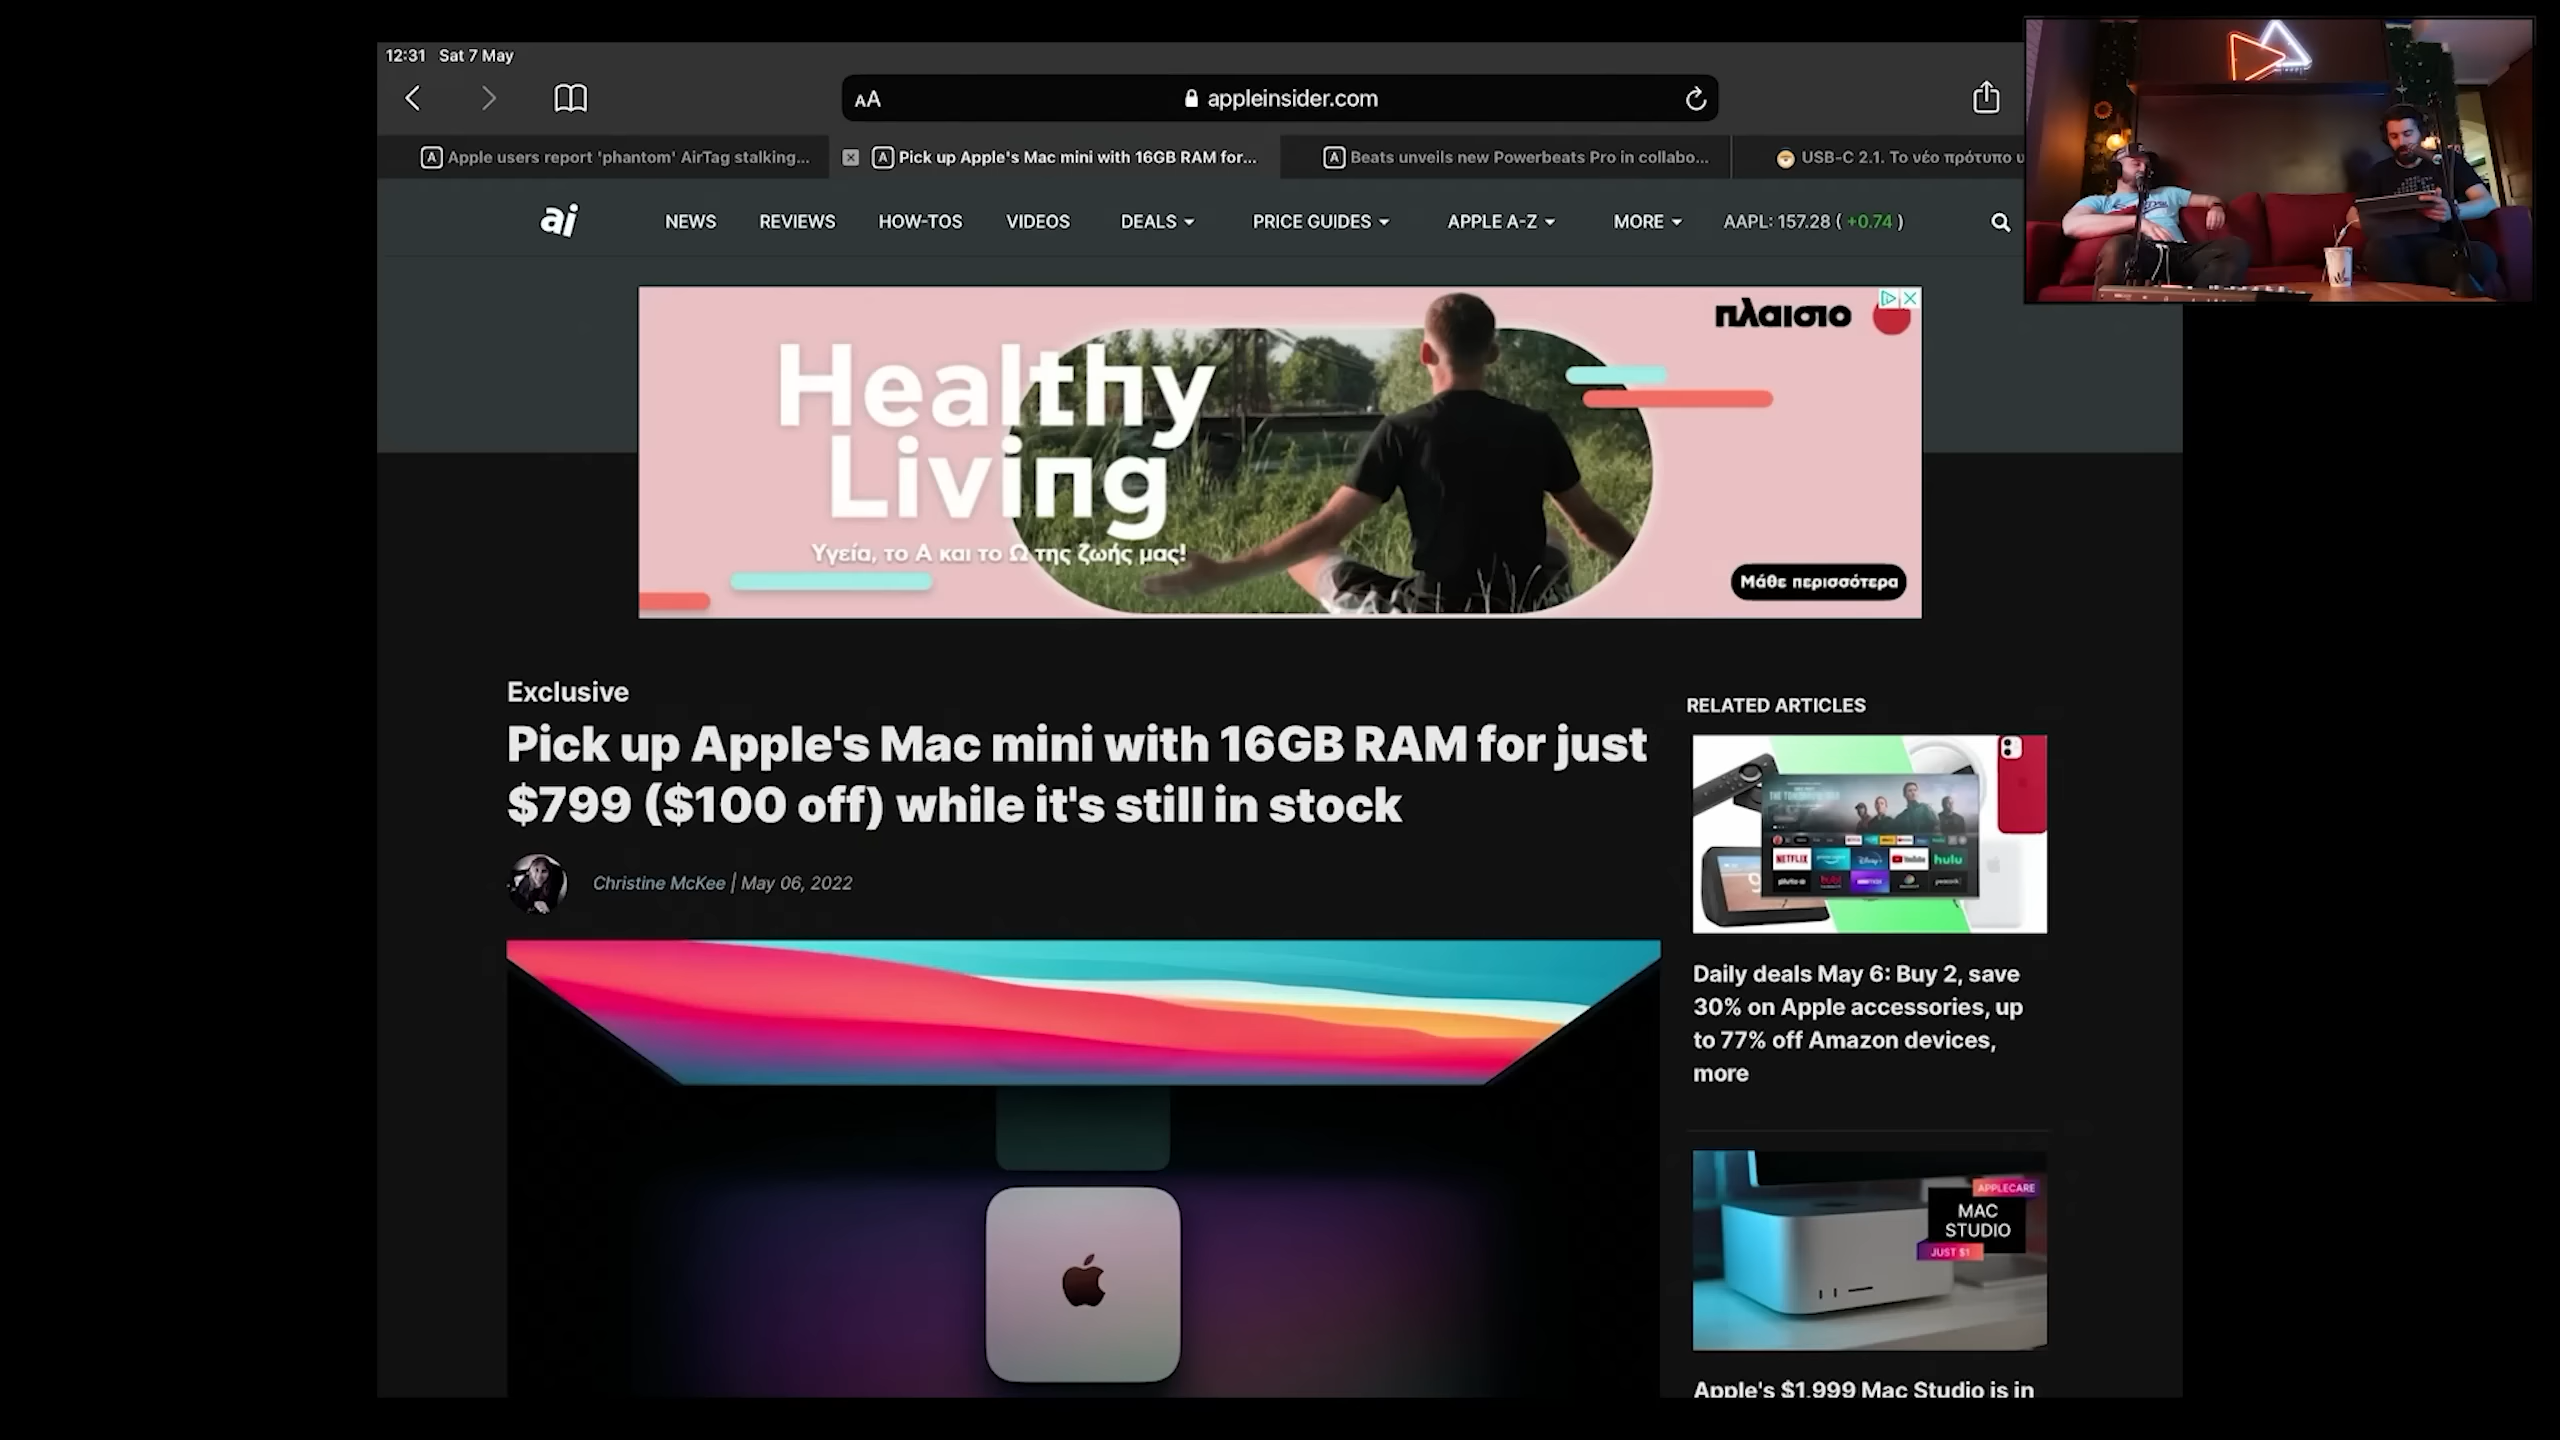 12:31 Sat 7 May
AA appleinsider.com
Apple users report 'phantom' AirTag stalking...
Pick up Apple's Mac mini with 16GB RAM for...
Beats unveils new Powerbeats Pro in collabo...
USB-C 2.1. Το νέο πρότυπο υ
ai NEWS REVIEWS HOW-TOS VIDEOS DEALS PRICE GUIDES APPLE A-Z MORE AAPL: 157.28 ( +0.74 )
πλαισιο
Healthy
Living
Υγεία, το Α και το Ω της ζωής μας!
Μάθε περισσότερα
Exclusive
Pick up Apple's Mac mini with 16GB RAM for just
$799 ($100 off) while it's still in stock
Christine McKee | May 06, 2022
RELATED ARTICLES
NETFLIX
YouTube
hulu
Daily deals May 6: Buy 2, save
30% on Apple accessories, up
to 77% off Amazon devices,
more
APPLECARE
MAC
STUDIO
JUST $1
Apple's $1,999 Mac Studio is in